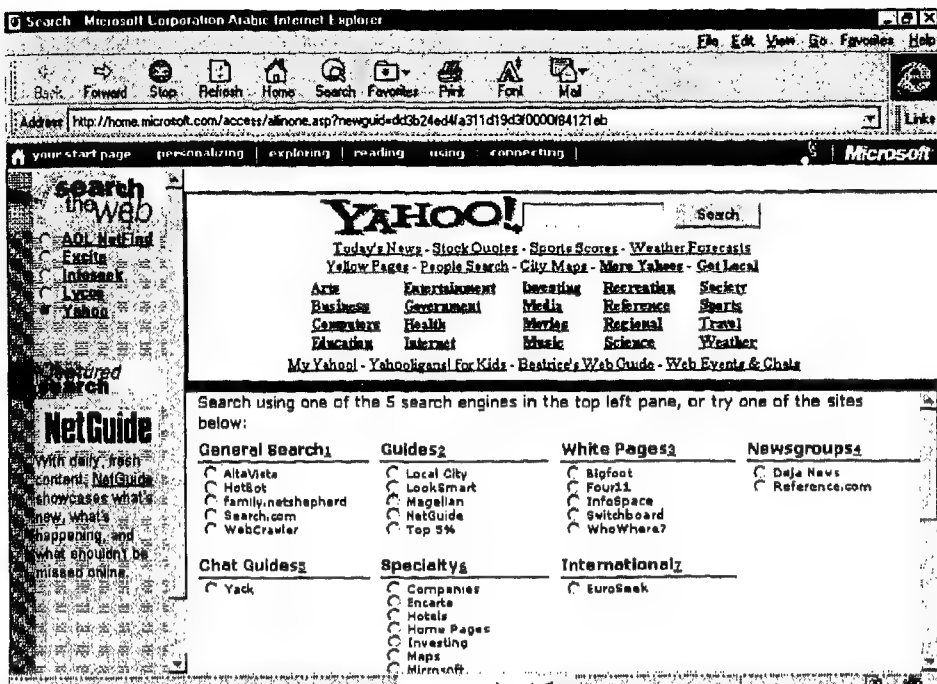 Search - Microsoft Corporation Arabic Internet Explorer
File Edit View Go Favorites Help
Back Forward Stop Refresh Home Search Favorites Print Font Mail
Address http://home.microsoft.com/access/allinone.asp?newguid=dd3b24ed4fa311d19d3f0000f84121eb Links
your start page personalizing exploring reading using connecting Microsoft
search
the web
AOL NetFind
Excite
Infoseek
Lycos
Yahoo
featured
search
NetGuide
With daily, fresh
content, NetGuide
showcases what's
new, what's
happening, and
what shouldn't be
missed online.
YAHOO! Search
Today's News - Stock Quotes - Sports Scores - Weather Forecasts
Yellow Pages - People Search - City Maps - More Yahoos - Get Local
Arts Entertainment Investing Recreation Society
Business Government Media Reference Sports
Computers Health Movies Regional Travel
Education Internet Music Science Weather
My Yahoo! - Yahooligans! for Kids - Beatrice's Web Guide - Web Events & Chats
Search using one of the 5 search engines in the top left pane, or try one of the sites
below:
General Search1
AltaVista
HotBot
family.netshepherd
Search.com
WebCrawler
Guides2
Local City
LookSmart
Magellan
NetGuide
Top 5%
White Pages3
Bigfoot
Four11
InfoSpace
Switchboard
WhoWhere?
Newsgroups4
Deja News
Reference.com
Chat Guides5
Yack
Specialty6
Companies
Encarta
Hotels
Home Pages
Investing
Maps
Microsoft
International7
EuroSeek